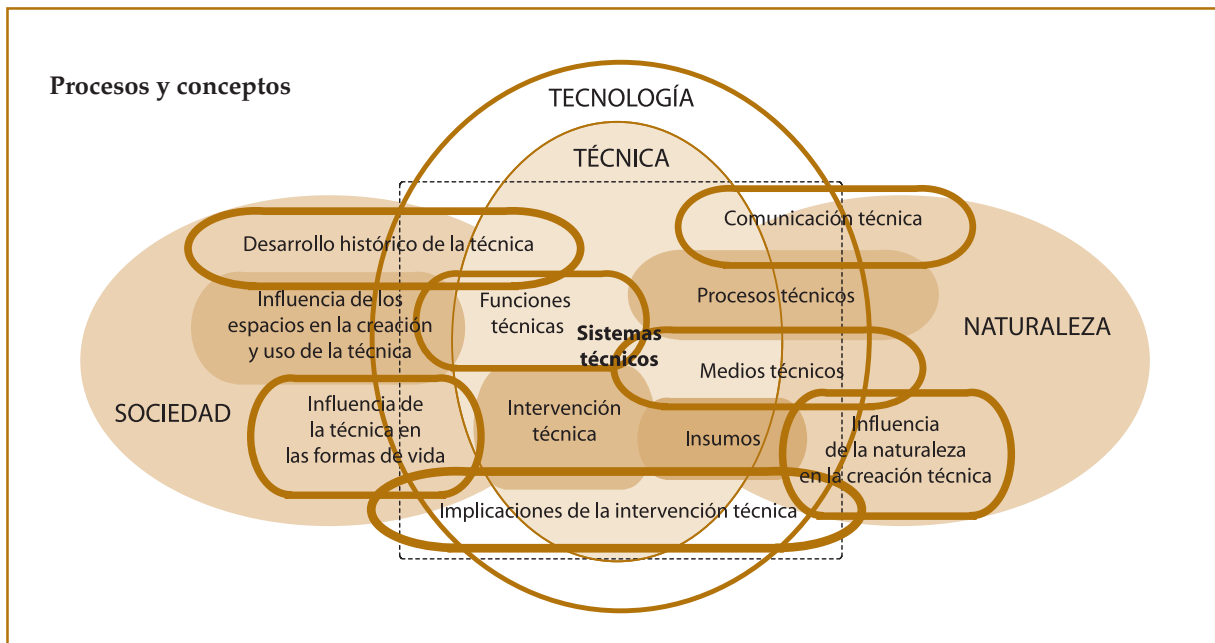 Procesos y conceptos
TECNOLOGÍA
TÉCNICA
Desarrollo histórico de la técnica
Comunicación técnica
Influencia de los
espacios en la creación
y uso de la técnica
Funciones
técnicas
Procesos técnicos
Sistemas
técnicos
NATURALEZA
Medios técnicos
SOCIEDAD
Influencia de
la técnica en
las formas de vida
Intervención
técnica
Insumos
Influencia
de la naturaleza
en la creación técnica
Implicaciones de la intervención técnica